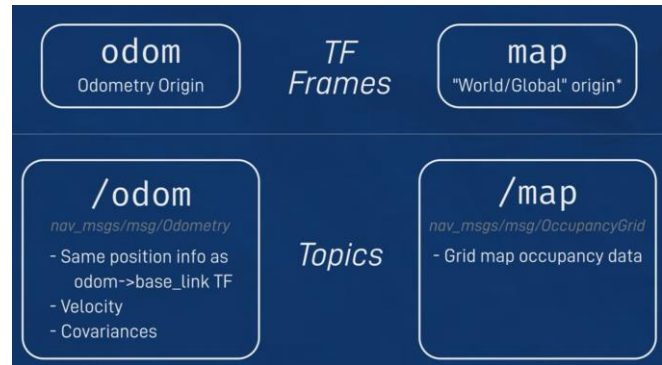 odom
Odometry Origin
TF
Frames
map
"World/Global" origin*
/odom
nav_msgs/msg/Odometry
- Same position info as
odom->base_link TF
- Velocity
- Covariances
Topics
/map
nav_msgs/msg/OccupancyGrid
- Grid map occupancy data